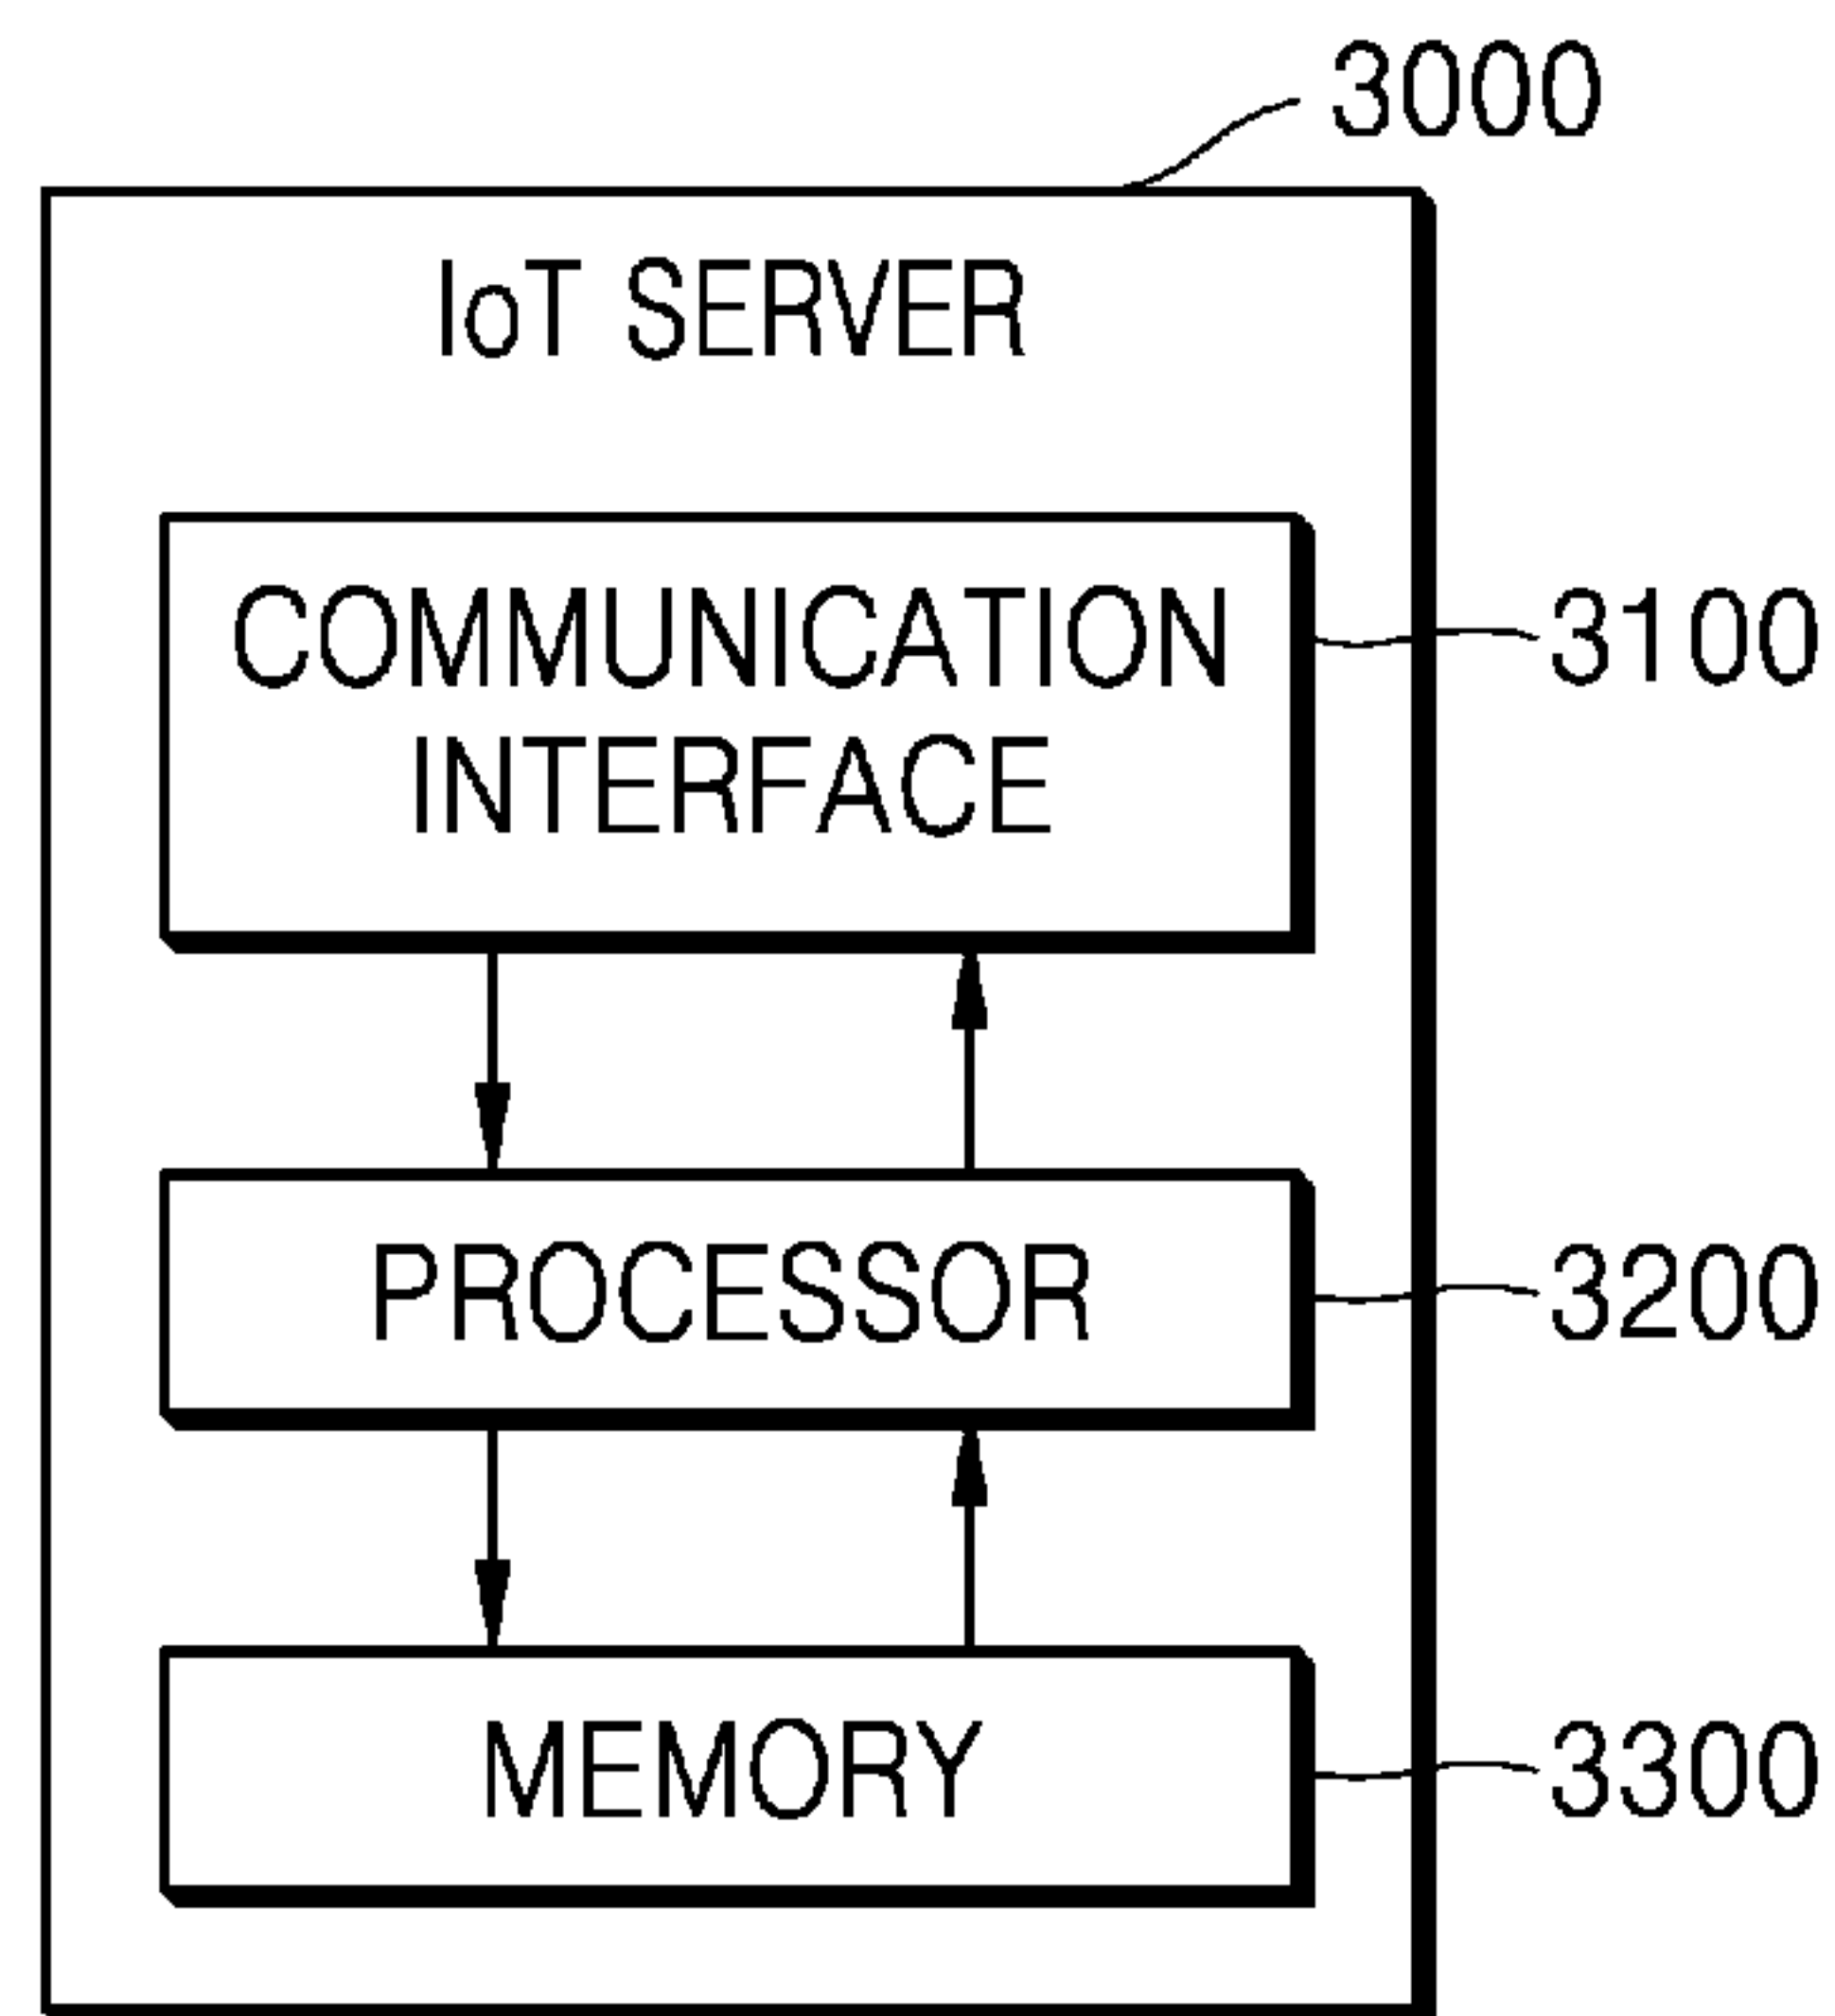 3000
IoT SERVER
COMMUNICATION
INTERFACE
3100
PROCESSOR
3200
MEMORY
3300